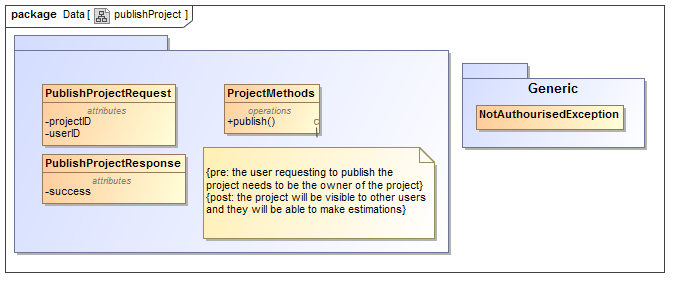 package Data [ publishProject ]
PublishProjectRequest
attributes
-projectID
-userID
PublishProjectResponse
attributes
-success
ProjectMethods
operations
+publish()
{pre: the user requesting to publish the
project needs to be the owner of the project}
{post: the project will be visible to other users
and they will be able to make estimations}
Generic
NotAuthourisedException